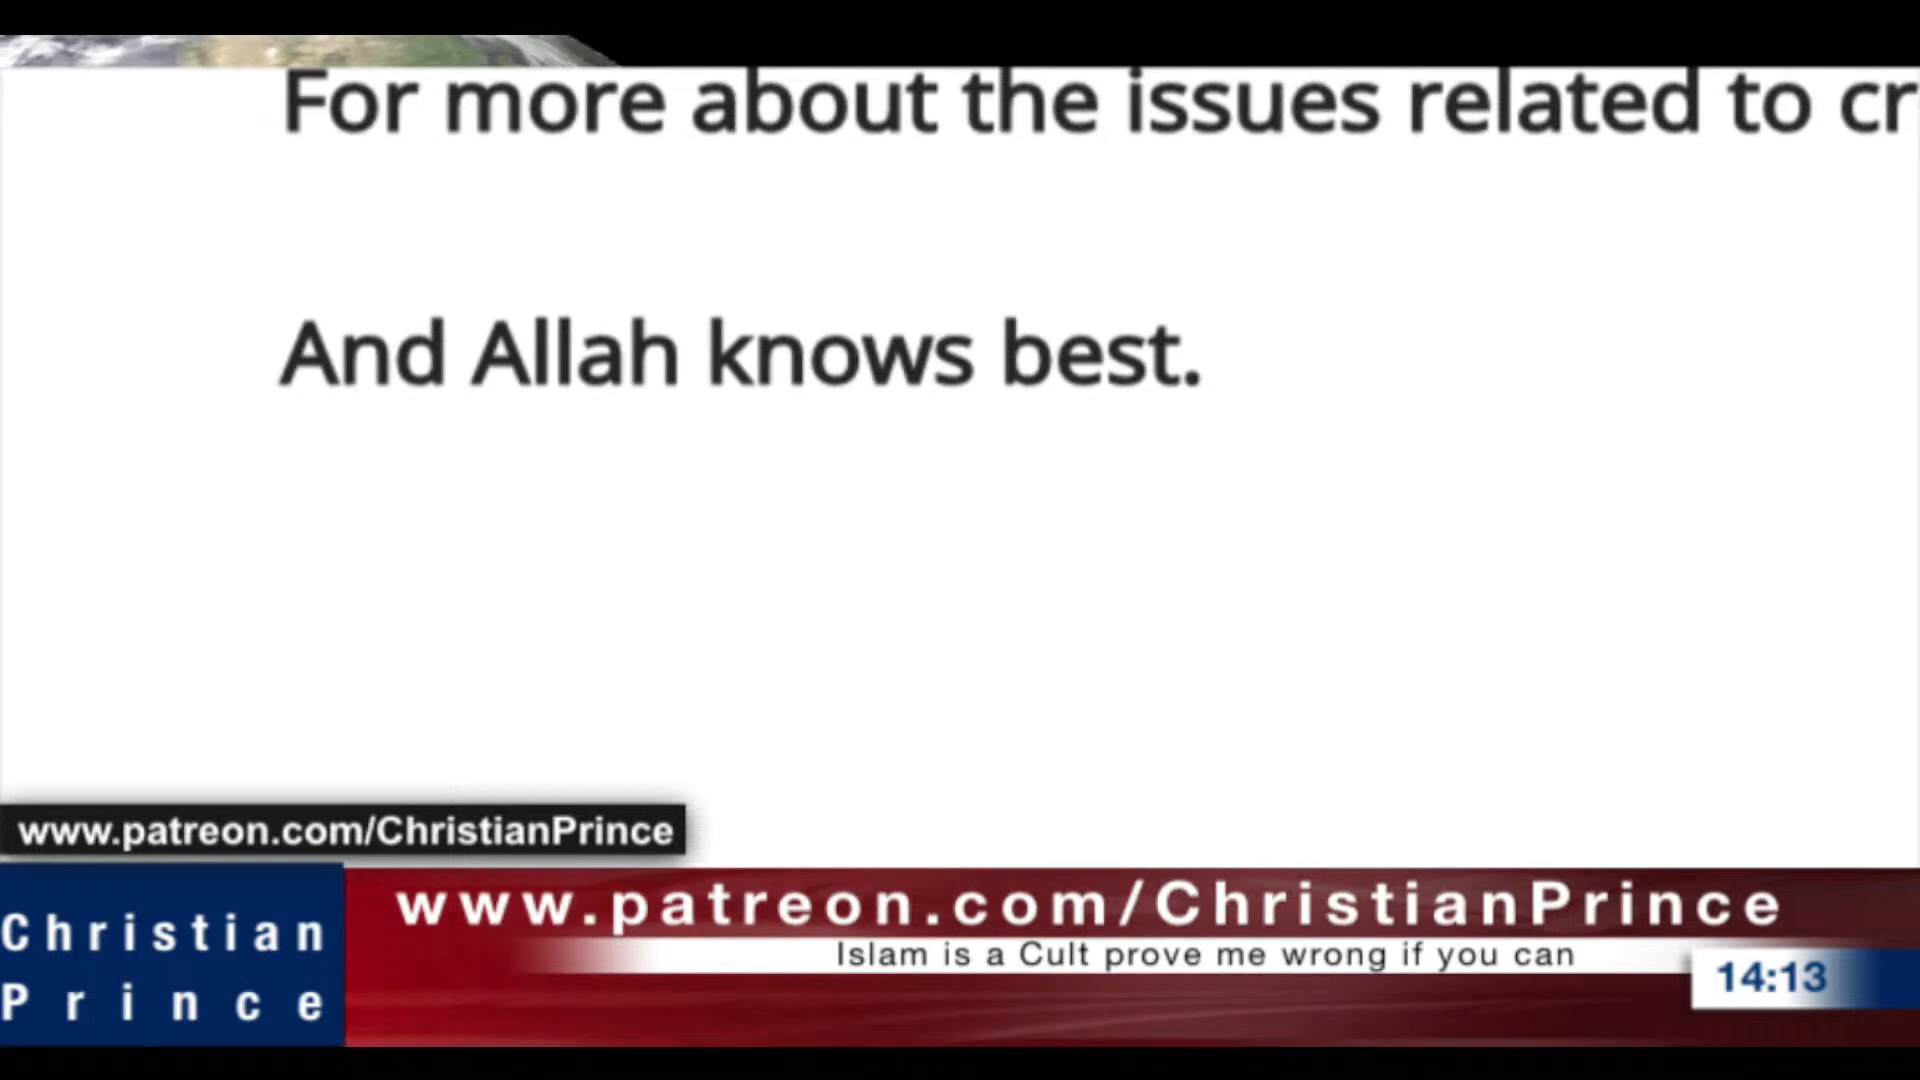 For more about the issues related to
And Allah knows best.
www.patreon.com/ChristianPrince
Christian
Prince
www.patreon.com/ChristianPrince
Islam is a Cult prove me wrong if you can
14:13